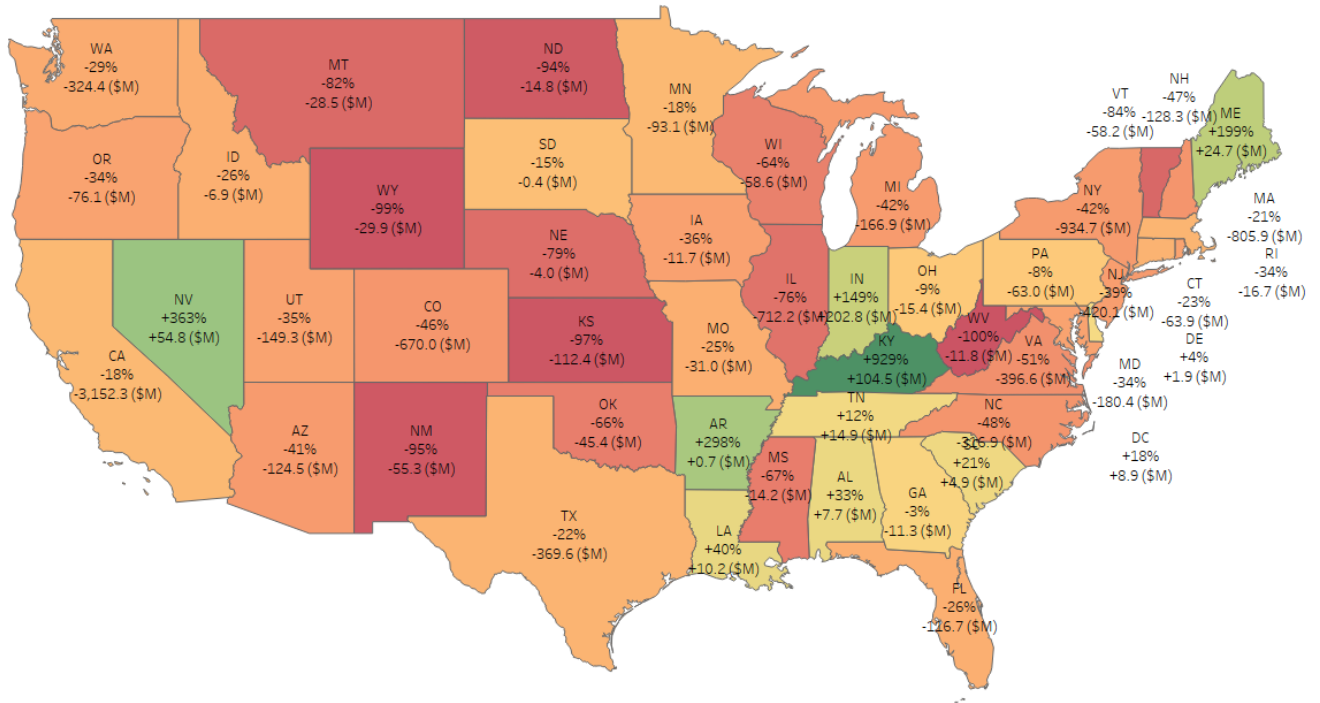 WA
-29%
-324.4 ($M)
MT
-82%
-28.5 ($M)
ND
-94%
-14.8 ($M)
MN
-18%
-93.1 ($M)
OR
-34%
-76.1 ($M)
ID
-26%
-6.9 ($M)
WY
-99%
-29.9 ($M)
SD
-15%
-0.4 ($M)
WI
-64%
-58.6 ($M)
MI
-42%
-166.9 ($M)
VT
-84%
-58.2 ($M)
NH
-47%
-128.3 ($M)
ME
+199%
+24.7 ($M)
NY
-42%
-934.7 ($M)
MA
-21%
-805.9 ($M)
RI
-34%
-16.7 ($M)
CT
-23%
-63.9 ($M)
NV
+363%
+54.8 ($M)
UT
-35%
-149.3 ($M)
CO
-46%
-670.0 ($M)
NE
-79%
-4.0 ($M)
IA
-36%
-11.7 ($M)
IL
-76%
-712.2 ($M)
IN
+149%
+202.8 ($M)
OH
-9%
-15.4 ($M)
PA
-8%
-63.0 ($M)
NJ
-39%
-420.1 ($M)
CA
-18%
-3,152.3 ($M)
KS
-97%
-112.4 ($M)
MO
-25%
-31.0 ($M)
KY
+929%
+104.5 ($M)
WV
-100%
-11.8 ($M)
VA
-51%
-396.6 ($M)
DE
+4%
+1.9 ($M)
MD
-34%
-180.4 ($M)
DC
+18%
+8.9 ($M)
AZ
-41%
-124.5 ($M)
NM
-95%
-55.3 ($M)
OK
-66%
-45.4 ($M)
AR
+298%
+0.7 ($M)
TN
+12%
+14.9 ($M)
NC
-48%
-316.9 ($M)
SC
+21%
+4.9 ($M)
TX
-22%
-369.6 ($M)
LA
+40%
+10.2 ($M)
MS
-67%
-14.2 ($M)
AL
+33%
+7.7 ($M)
GA
-3%
-11.3 ($M)
FL
-26%
-126.7 ($M)